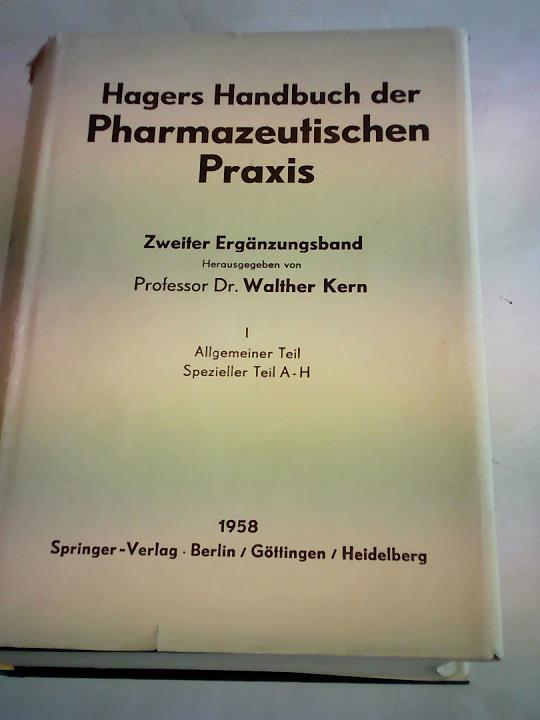 Hagers Handbuch der
Pharmazeutischen
Praxis
Zweiter Ergänzungsband
Herausgegeben von
Professor Dr. Walther Kern
I
Allgemeiner Teil
Spezieller Teil A-H
1958
Springer-Verlag · Berlin / Göttingen / Heidelberg